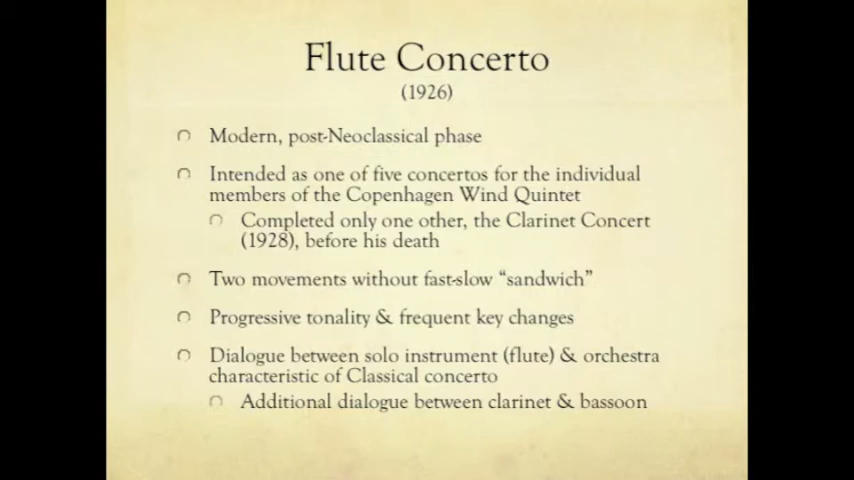 Flute Concerto
(1926)
Modern, post-Neoclassical phase
Intended as one of five concertos for the individual
members of the Copenhagen Wind Quintet
Completed only one other, the Clarinet Concert
(1928), before his death
Two movements without fast-slow “sandwich”
Progressive tonality & frequent key changes
Dialogue between solo instrument (flute) & orchestra
characteristic of Classical concerto
Additional dialogue between clarinet & bassoon